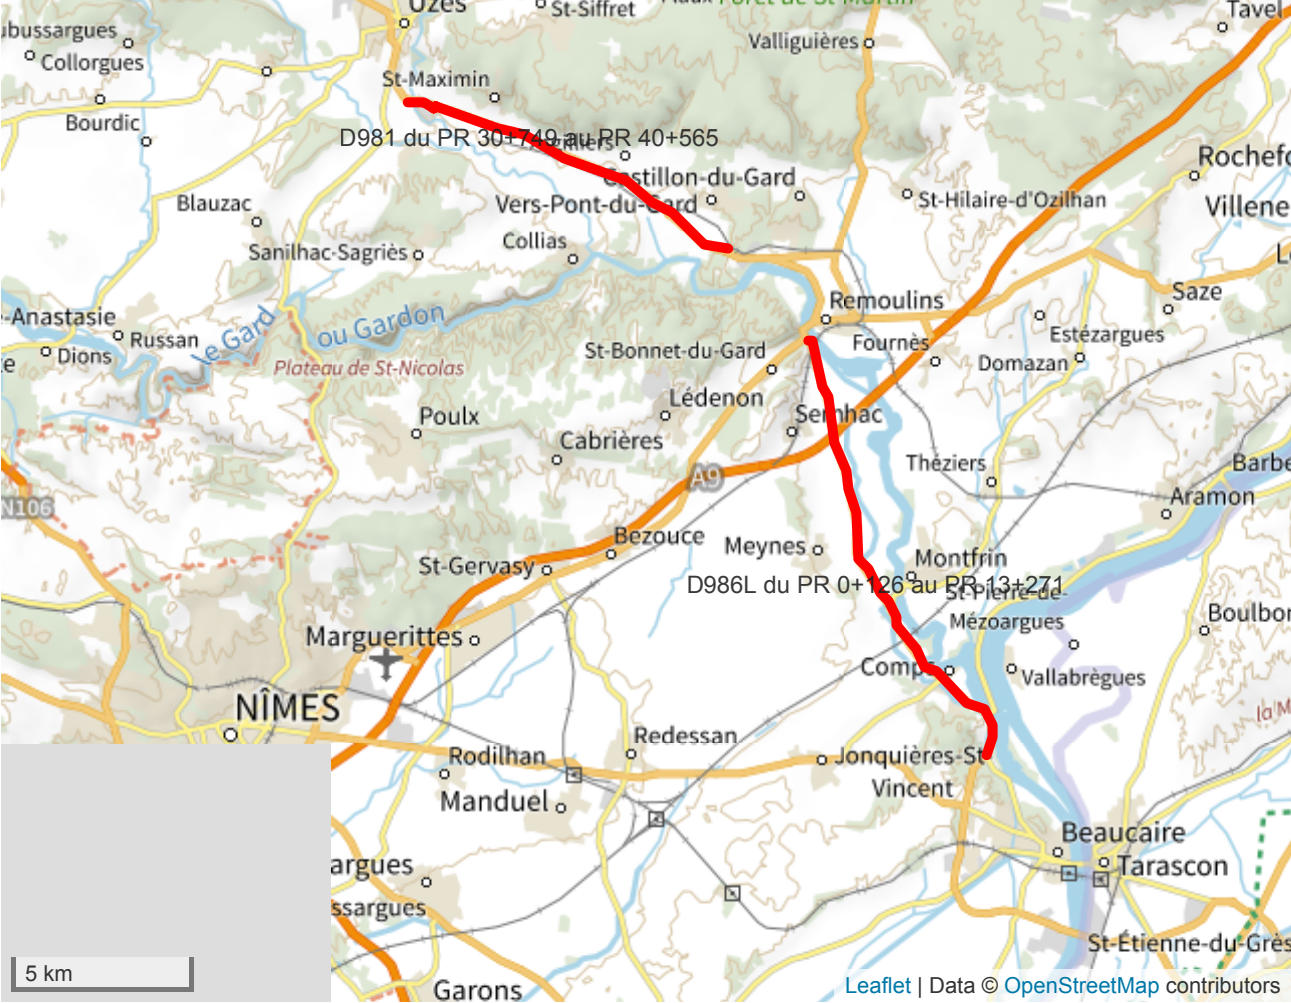 Uzès
St-Siffret
Tavel
Valliguières
Collorgues
St-Maximin
Bourdic
D981 du PR 30+749 au PR 40+565
Castillon-du-Gard
Vers-Pont-du-Gard
St-Hilaire-d'Ozilhan
Blauzac
Collias
Sanilhac-Sagriès
Remoulins
Saze
-Anastasie
Russan
Dions
le Gard
ou Gardon
Plateau de St-Nicolas
St-Bonnet-du-Gard
Fournès
Estézargues
Domazan
Lédenon
Poulx
Sernhac
Cabrières
Théziers
A9
N106
Aramon
Bezouce
Meynes
Montfrin
St-Gervasy
D986L du PR 0+126 au PR 13+271
St-Pierre-de-
Mézoargues
Marguerittes
Comps
Vallabrègues
NÎMES
Redessan
Rodilhan
Jonquières-St
Vincent
Manduel
Beaucaire
Tarascon
argues
ssargues
St-Étienne-du-Grès
5 km
Garons
Leaflet | Data © OpenStreetMap contributors